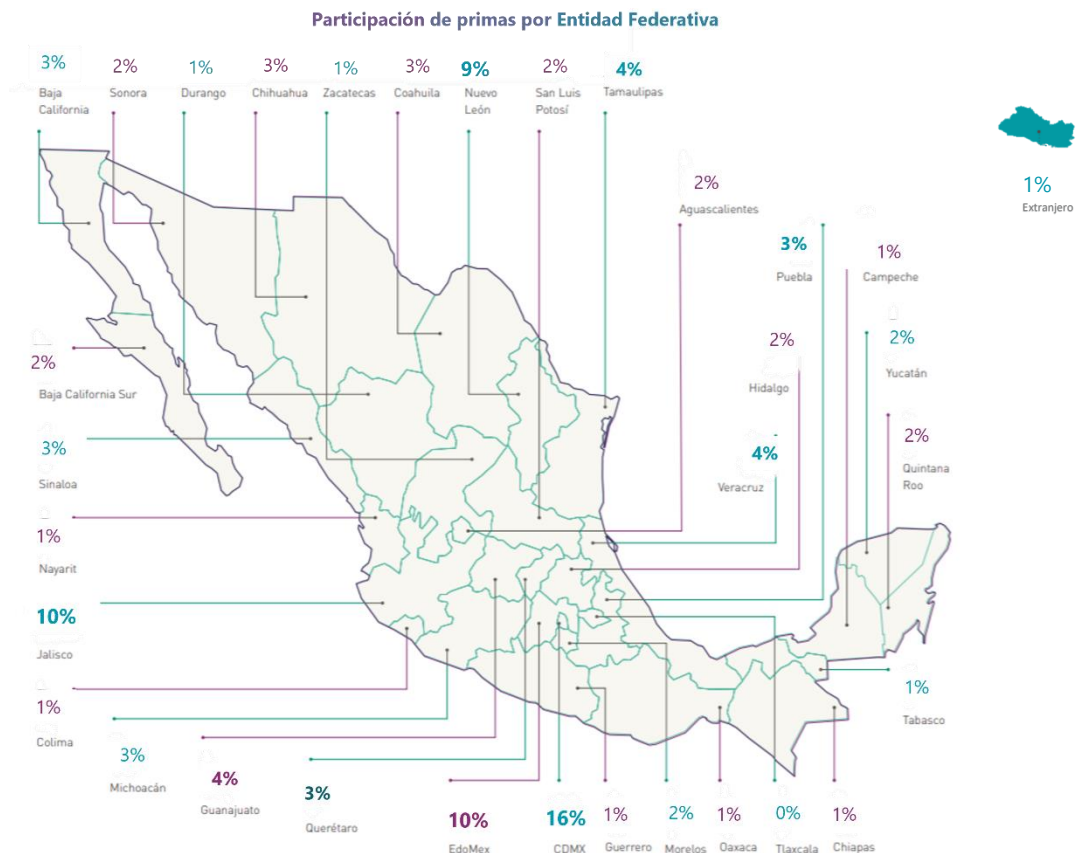 Participación de primas por Entidad Federativa
3%
Baja
California
2%
Sonora
1%
Durango
3%
Chihuahua
1%
Zacatecas
3%
Coahuila
9%
Nuevo
León
2%
San Luis
Potosí
4%
Tamaulipas
1%
Extranjero
2%
Aguascalientes
3%
Puebla
1%
Campeche
2%
Hidalgo
2%
Yucatán
4%
Veracruz
2%
Quintana
Roo
2%
Baja California Sur
3%
Sinaloa
1%
Nayarit
10%
Jalisco
1%
Colima
1%
Tabasco
3%
Michoacán
4%
Guanajuato
3%
Querétaro
10%
EdoMex
16%
CDMX
1%
Guerrero
2%
Morelos
1%
Oaxaca
0%
Tlaxcala
1%
Chiapas